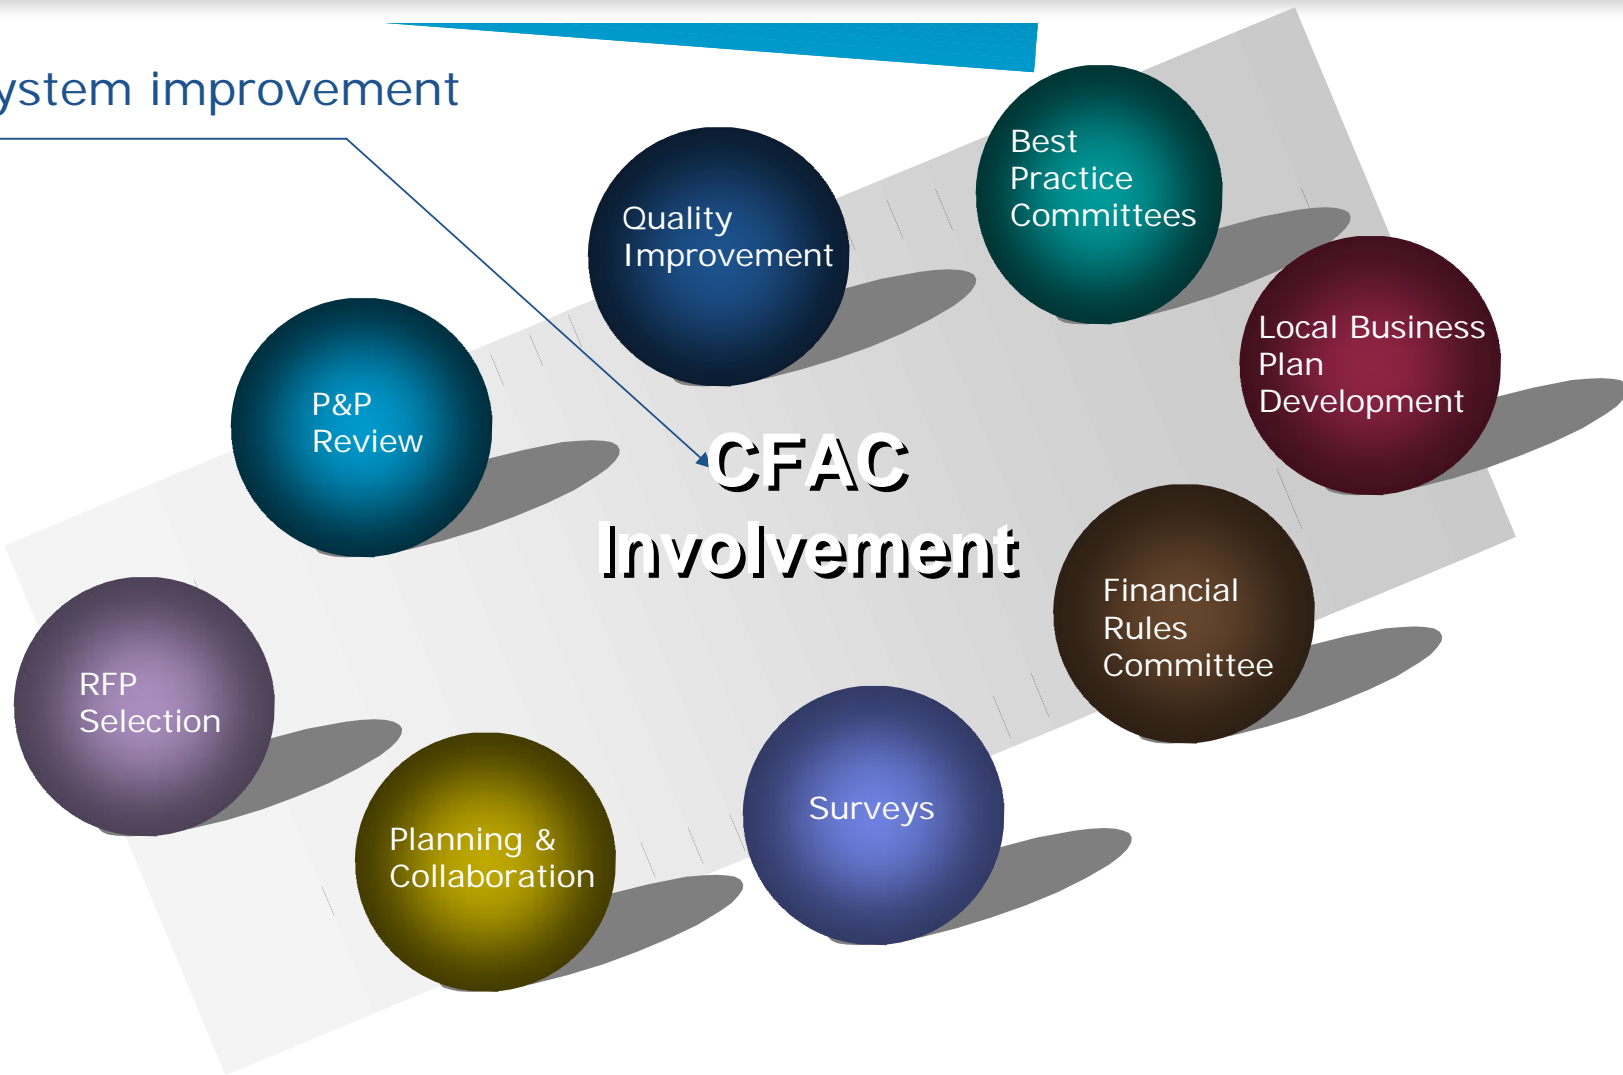 ystem improvement
Best
Practice
Committees
Quality
Improvement
Local Business
Plan
Development
P&P
Review
CFAC
Involvement
Financial
Rules
Committee
RFP
Selection
Surveys
Planning &
Collaboration